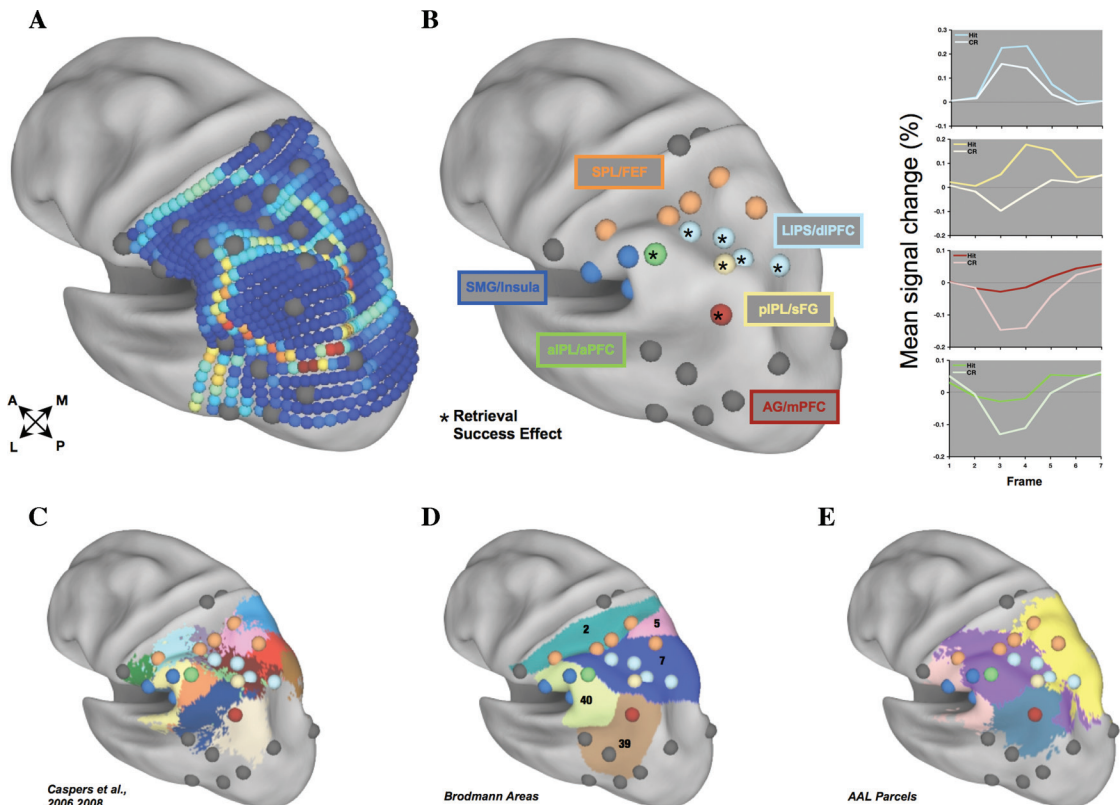 A
B
SPL/FEF
LIPS/dlPFC
SMG/Insula
pIPL/sFG
aIPL/aPFC
AG/mPFC
* Retrieval
Success Effect
A M
L P
Mean signal change (%)
Hit
CR
0.3
0.2
0.1
0
0.1
Hit
CR
0.2
0.1
0
-0.1
0.2
Hit
CR
0.1
0
-0.1
0.2
Hit
CR
0.1
0
-0.1
0.2
1 2 3 4 5 6 7
Frame
C
D
E
2
5
7
40
39
Caspers et al.,
2006,2008
Brodmann Areas
AAL Parcels